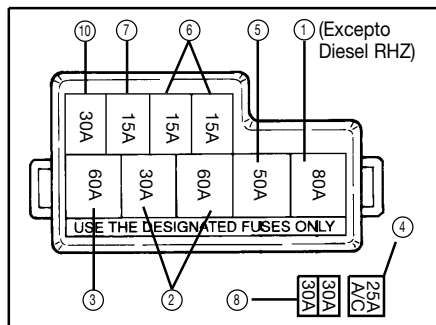 ⑩ ⑦ ⑥ ⑤ ① (Excepto
Diesel RHZ)
30A 15A 15A 15A
60A 30A 60A 50A 80A
USE THE DESIGNATED FUSES ONLY
④
③ ② ⑧ 30A 30A 25A A/C